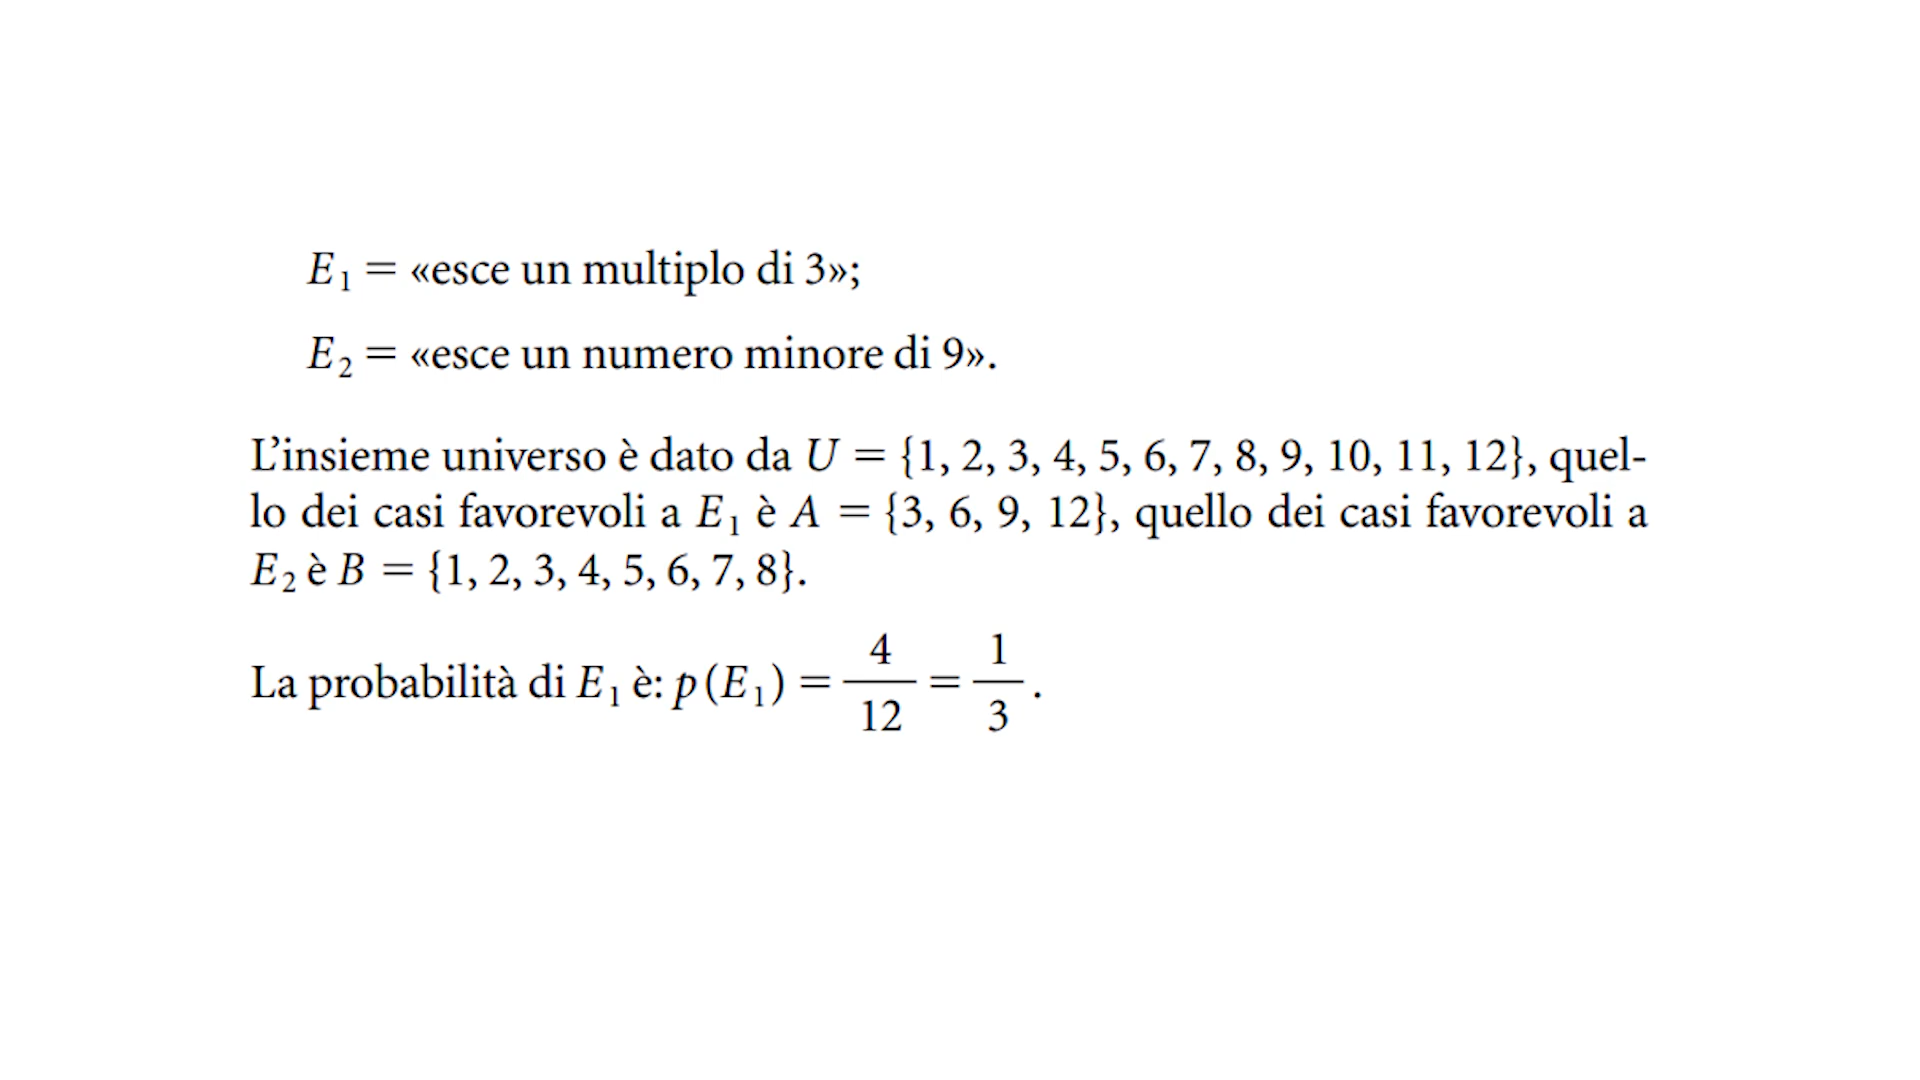 E₁ = «esce un multiplo di 3»;
E₂ = «esce un numero minore di 9».
L’insieme universo è dato da U = {1, 2, 3, 4, 5, 6, 7, 8, 9, 10, 11, 12}, quel-
lo dei casi favorevoli a E₁ è A = {3, 6, 9, 12}, quello dei casi favorevoli a
E₂ è B = {1, 2, 3, 4, 5, 6, 7, 8}.
La probabilità di E₁ è: p(E₁) = 4/12 = 1/3.